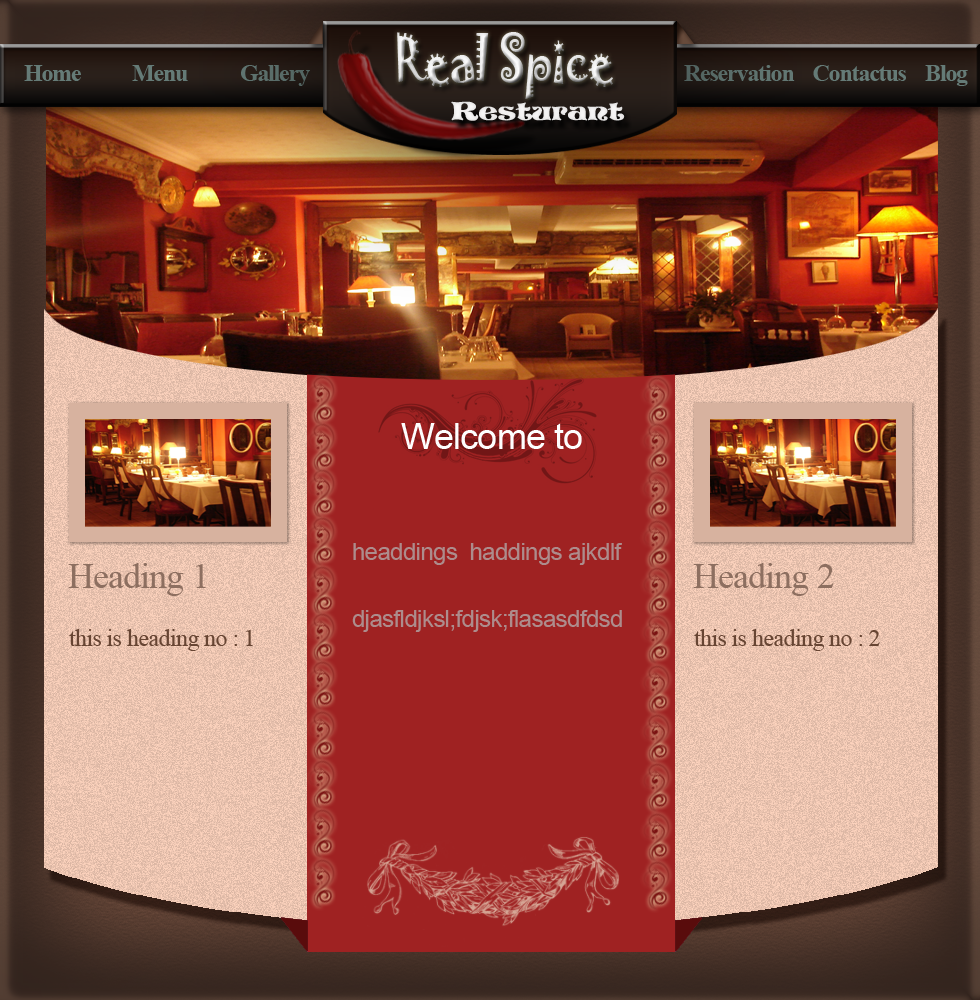 Home Menu Gallery Real Spice Reservation Contactus Blog
Resturant
Welcome to
headdings haddings ajkdlf
djasfldjksl;fdjsk;flasasdfdsd
Heading 1
this is heading no : 1
Heading 2
this is heading no : 2